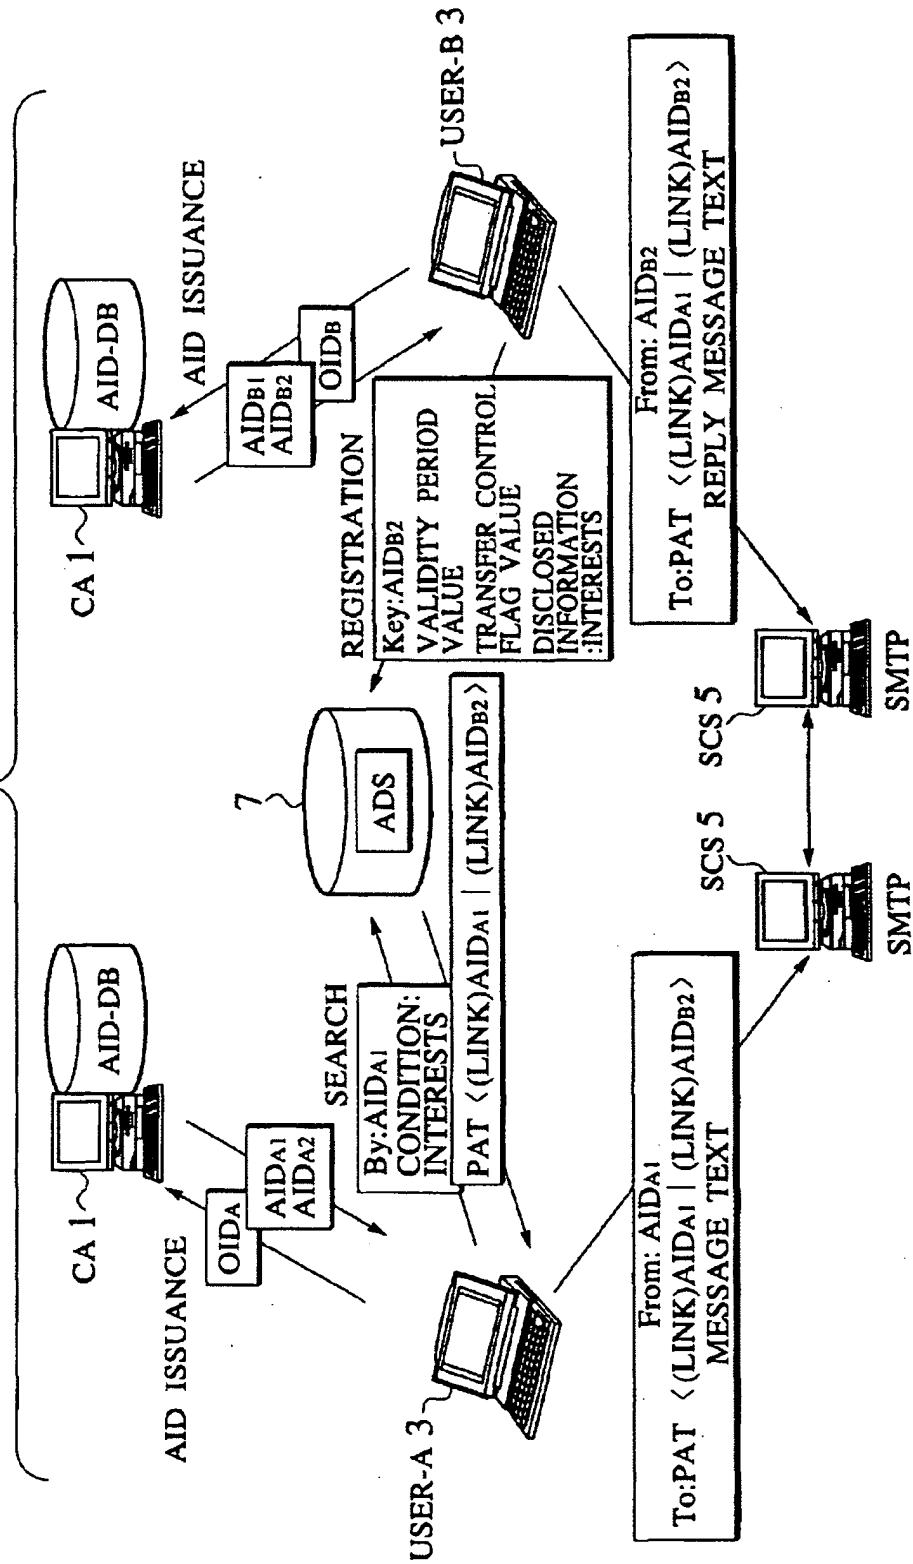 CA 1
AID-DB
AID ISSUANCE
OIDA
AIDA1
AIDA2
USER-A 3
SEARCH
By:AIDA1
CONDITION:
INTERESTS
PAT <(LINK)AIDA1 | (LINK)AIDB2>
7
ADS
CA 1
AID-DB
AID ISSUANCE
AIDB1
AIDB2
OIDB
USER-B 3
REGISTRATION
Key:AIDB2
VALIDITY PERIOD
VALUE
TRANSFER CONTROL
FLAG VALUE
DISCLOSED
INFORMATION
:INTERESTS
From: AIDA1
To:PAT <(LINK)AIDA1 | (LINK)AIDB2>
MESSAGE TEXT
SCS 5
SMTP
SCS 5
SMTP
From: AIDB2
To:PAT <(LINK)AIDA1 | (LINK)AIDB2>
REPLY MESSAGE TEXT